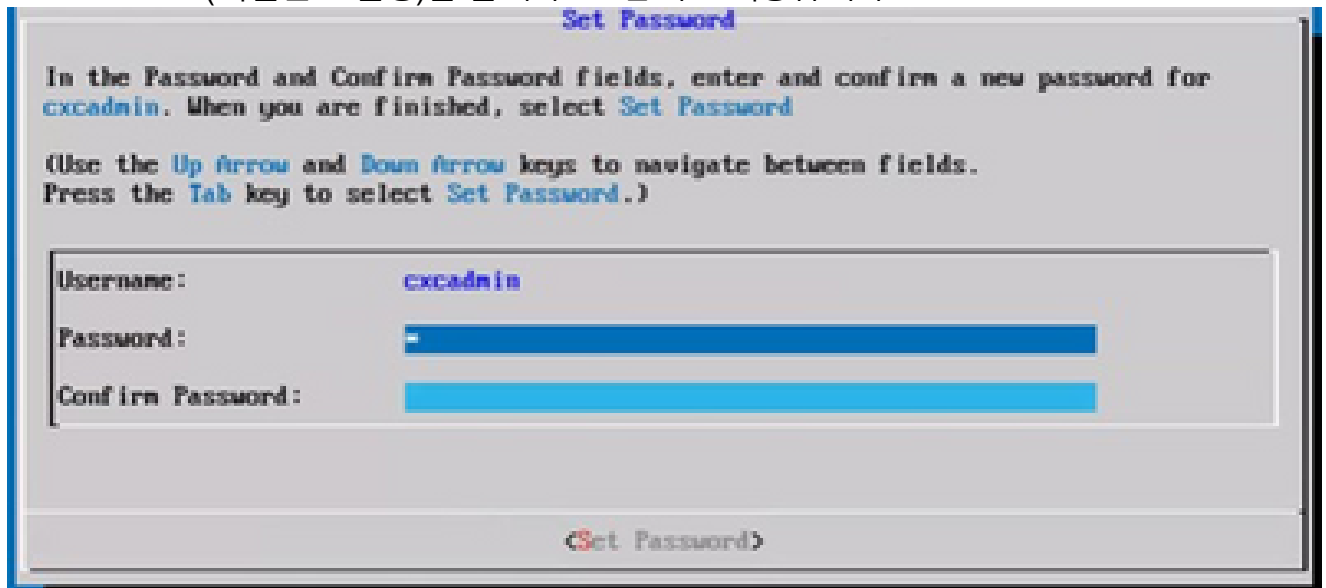 Set Password
In the Password and Confirm Password fields, enter and confirm a new password for
cxcadmin. When you are finished, select Set Password
(Use the Up Arrow and Down Arrow keys to navigate between fields.
Press the Tab key to select Set Password.)
Username: cxcadmin
Password:
Confirm Password:
<Set Password>